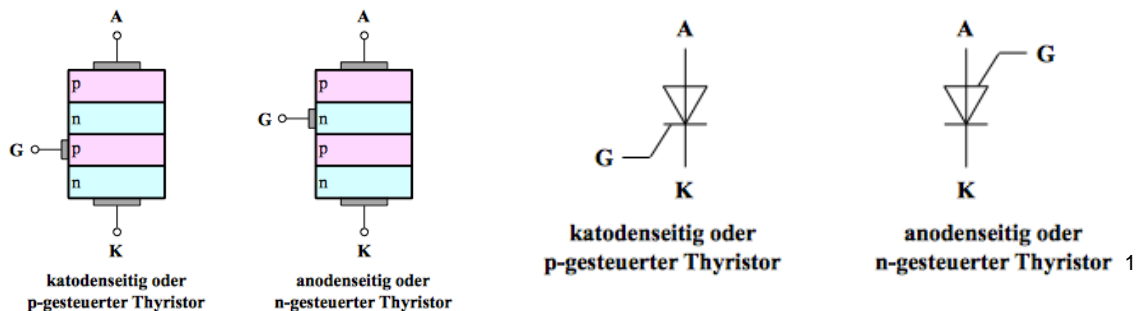 A
p
n
G
p
n
K
katodenseitig oder
p-gesteuerter Thyristor
A
p
G
n
p
n
K
anodenseitig oder
n-gesteuerter Thyristor
A
G
K
katodenseitig oder
p-gesteuerter Thyristor
A
G
K
anodenseitig oder
n-gesteuerter Thyristor 1